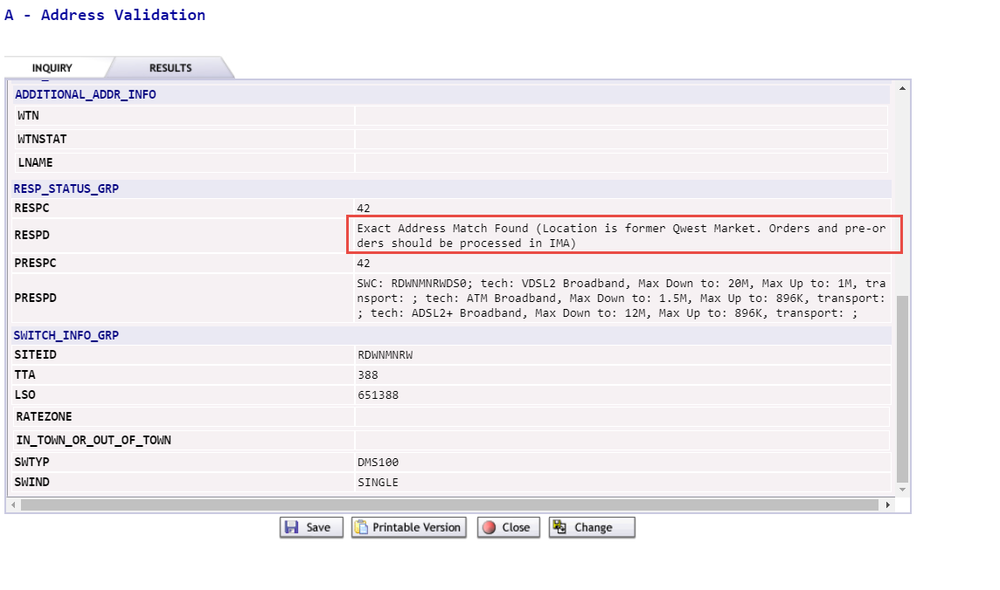 A - Address Validation
INQUIRY
RESULTS
ADDITIONAL_ADDR_INFO
WTN
WTNSTAT
LNAME
RESP_STATUS_GRP
RESPC 42
RESPD Exact Address Match Found (Location is former Qwest Market. Orders and pre-or
ders should be processed in IMA)
PRESPC 42
PRESPD SWC: RDWNMNRWDS0; tech: VDSL2 Broadband, Max Down to: 20M, Max Up to: 1M, tra
nsport: ; tech: ATM Broadband, Max Down to: 1.5M, Max Up to: 896K, transport:
; tech: ADSL2+ Broadband, Max Down to: 12M, Max Up to: 896K, transport: ;
SWITCH_INFO_GRP
SITEID RDWNMNRW
TTA 388
LSO 651388
RATEZONE
IN_TOWN_OR_OUT_OF_TOWN
SWTYP DMS100
SWIND SINGLE
Save
Printable Version
Close
Change